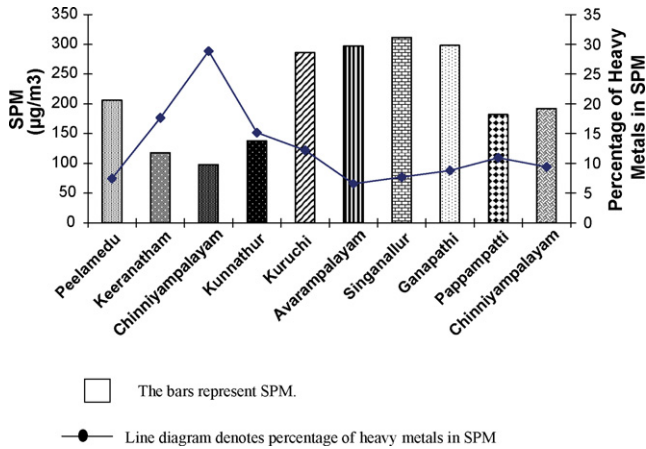 350
300
250
200
150
100
50
0
SPM
(µg/m3)
35
30
25
20
15
10
5
0
Percentage of Heavy
Metals in SPM
Peelamedu
Keeranatham
Chinniyampalayam
Kunnathur
Kuruchi
Avarampalayam
Singanallur
Ganapathi
Pappampatti
Chinniyampalayam
The bars represent SPM.
Line diagram denotes percentage of heavy metals in SPM